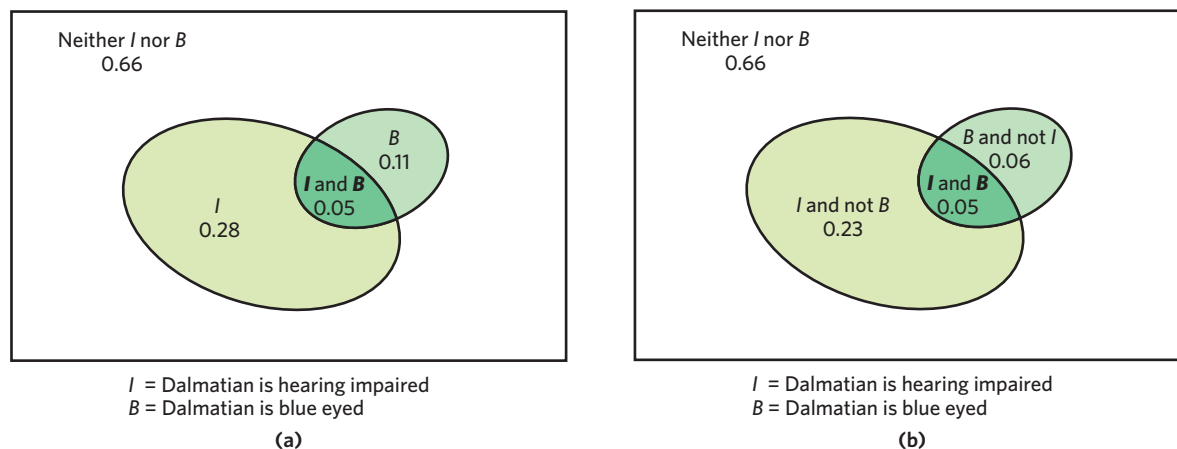 Neither I nor B
0.66
B
0.11
I and B
0.05
I
0.28
I = Dalmatian is hearing impaired
B = Dalmatian is blue eyed
(a)
Neither I nor B
0.66
B and not I
0.06
I and B
0.05
I and not B
0.23
I = Dalmatian is hearing impaired
B = Dalmatian is blue eyed
(b)